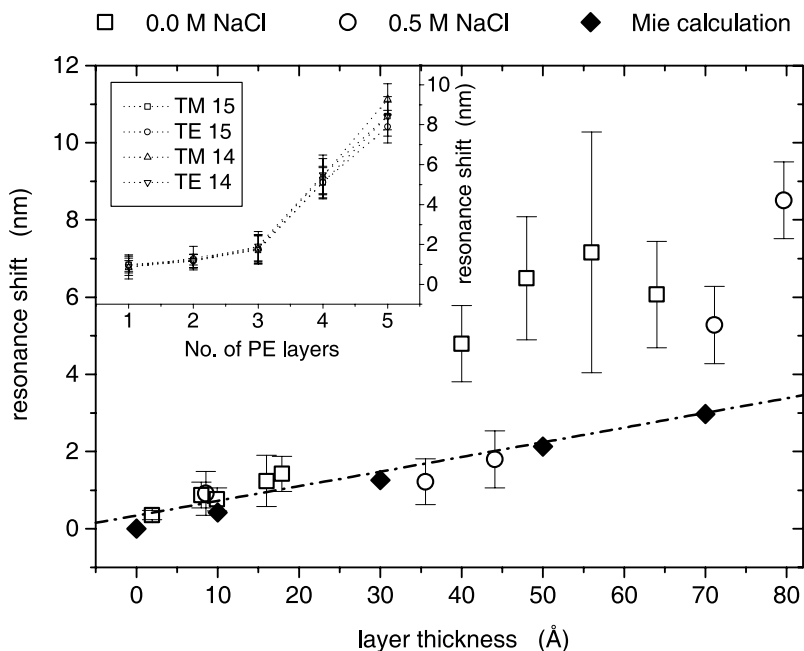 0.0 M NaCl 0.5 M NaCl Mie calculation
12
10
8
6
4
2
0
resonance shift (nm)
TM 15
TE 15
TM 14
TE 14
10
8
6
4
2
0
resonance shift (nm)
1 2 3 4 5
No. of PE layers
0 10 20 30 40 50 60 70 80
layer thickness (Å)